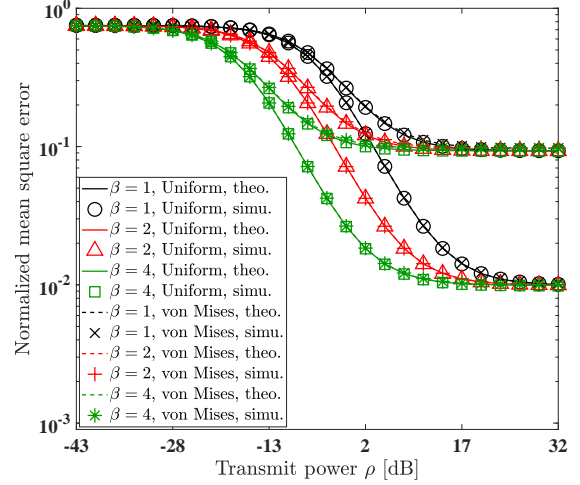 10^0
10^-1
10^-2
10^-3
Normalized mean square error
β = 1, Uniform, theo.
β = 1, Uniform, simu.
β = 2, Uniform, theo.
β = 2, Uniform, simu.
β = 4, Uniform, theo.
β = 4, Uniform, simu.
β = 1, von Mises, theo.
β = 1, von Mises, simu.
β = 2, von Mises, theo.
β = 2, von Mises, simu.
β = 4, von Mises, theo.
β = 4, von Mises, simu.
-43 -28 -13 2 17 32
Transmit power ρ [dB]